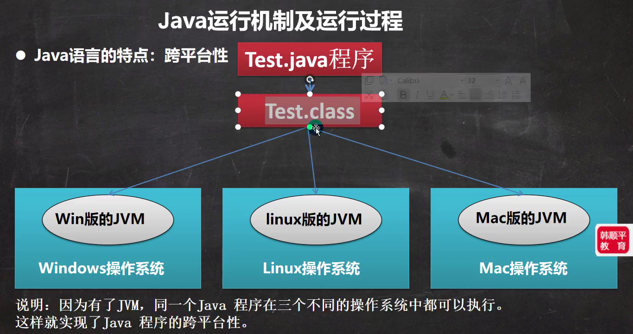 Java运行机制及运行过程
● Java语言的特点：跨平台性
Test.java程序
Calibri
Test.class
Win版的JVM
linux版的JVM
Mac版的JVM
Windows操作系统
Linux操作系统
Mac操作系统
韩顺平
教育
说明：因为有了JVM，同一个Java 程序在三个不同的操作系统中都可以执行。
这样就实现了Java 程序的跨平台性。